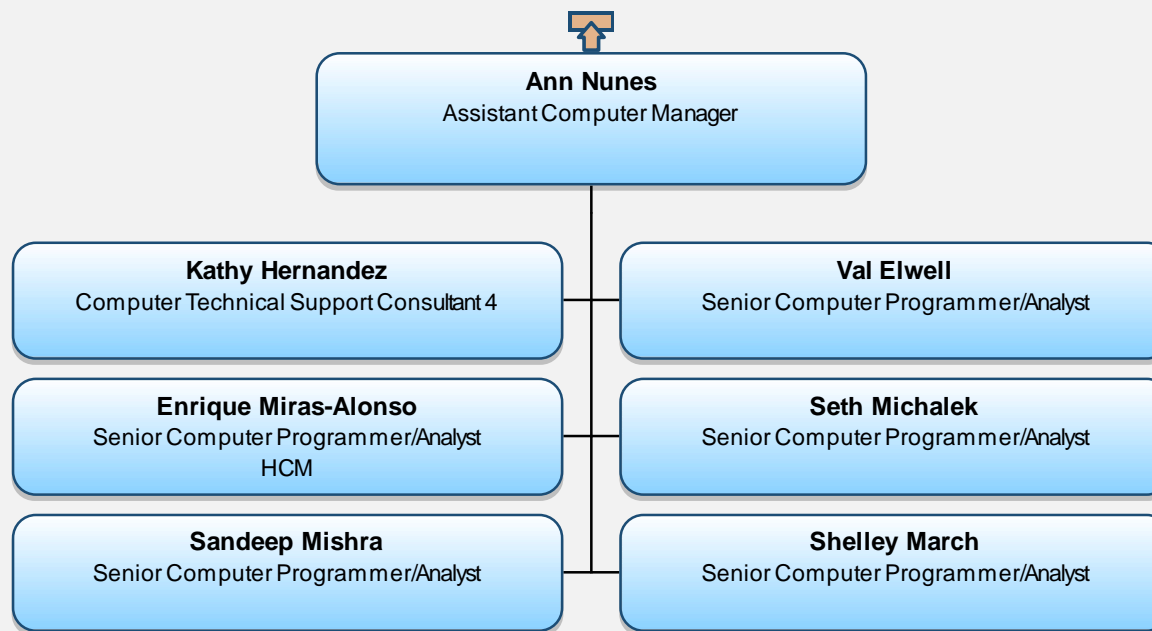 Ann Nunes
Assistant Computer Manager
Kathy Hernandez
Computer Technical Support Consultant 4
Val Elwell
Senior Computer Programmer/Analyst
Enrique Miras-Alonso
Senior Computer Programmer/Analyst
HCM
Seth Michalek
Senior Computer Programmer/Analyst
Sandeep Mishra
Senior Computer Programmer/Analyst
Shelley March
Senior Computer Programmer/Analyst